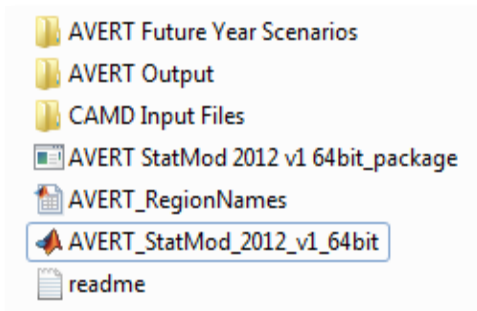 AVERT Future Year Scenarios
AVERT Output
CAMD Input Files
AVERT StatMod 2012 v1 64bit_package
AVERT_RegionNames
AVERT_StatMod_2012_v1_64bit
readme